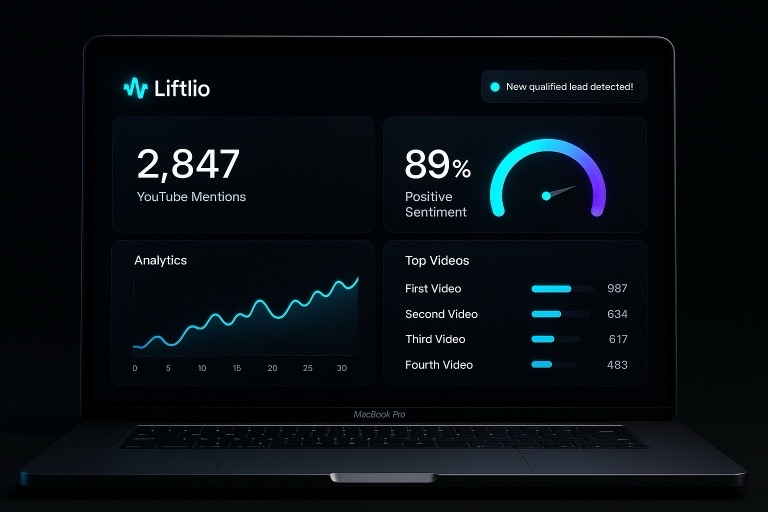 Liftlio
New qualified lead detected!
2,847
YouTube Mentions
89%
Positive
Sentiment
Analytics
0 5 10 15 20 25 30
Top Videos
First Video 987
Second Video 634
Third Video 617
Fourth Video 483
MacBook Pro